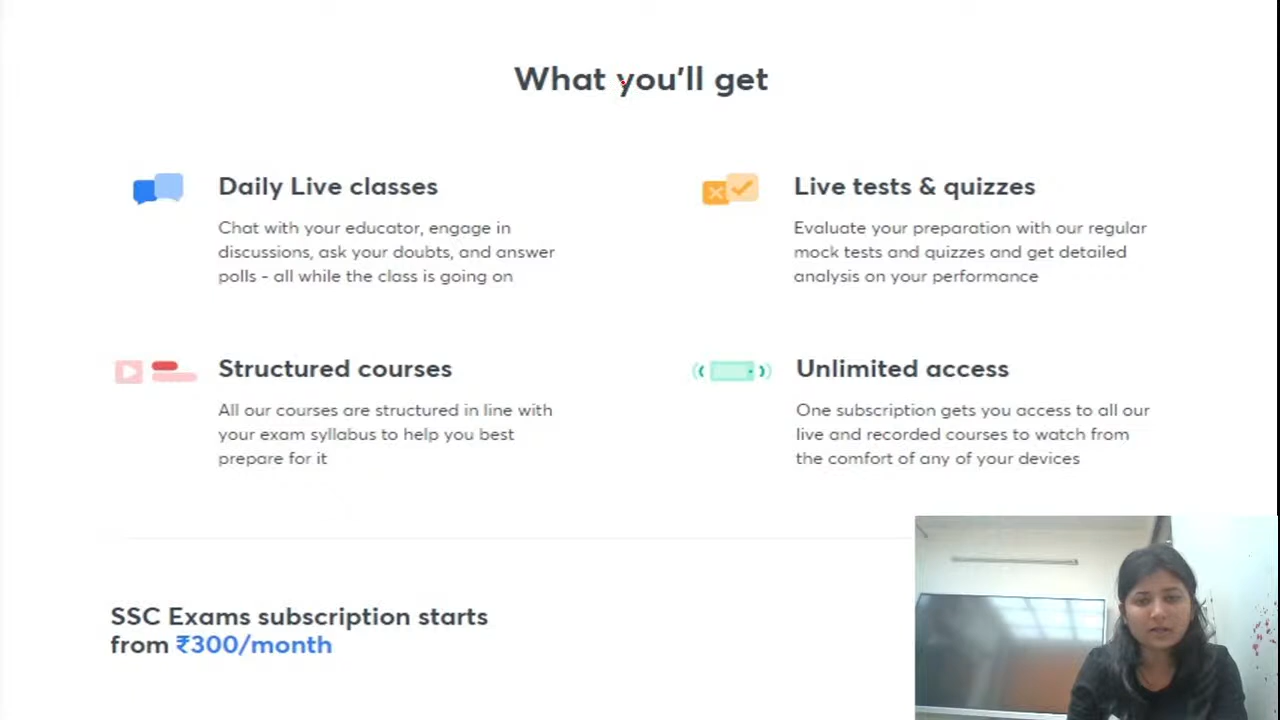 What you'll get
Daily Live classes
Chat with your educator, engage in
discussions, ask your doubts, and answer
polls - all while the class is going on
Live tests & quizzes
Evaluate your preparation with our regular
mock tests and quizzes and get detailed
analysis on your performance
Structured courses
All our courses are structured in line with
your exam syllabus to help you best
prepare for it
Unlimited access
One subscription gets you access to all our
live and recorded courses to watch from
the comfort of any of your devices
SSC Exams subscription starts
from ₹300/month